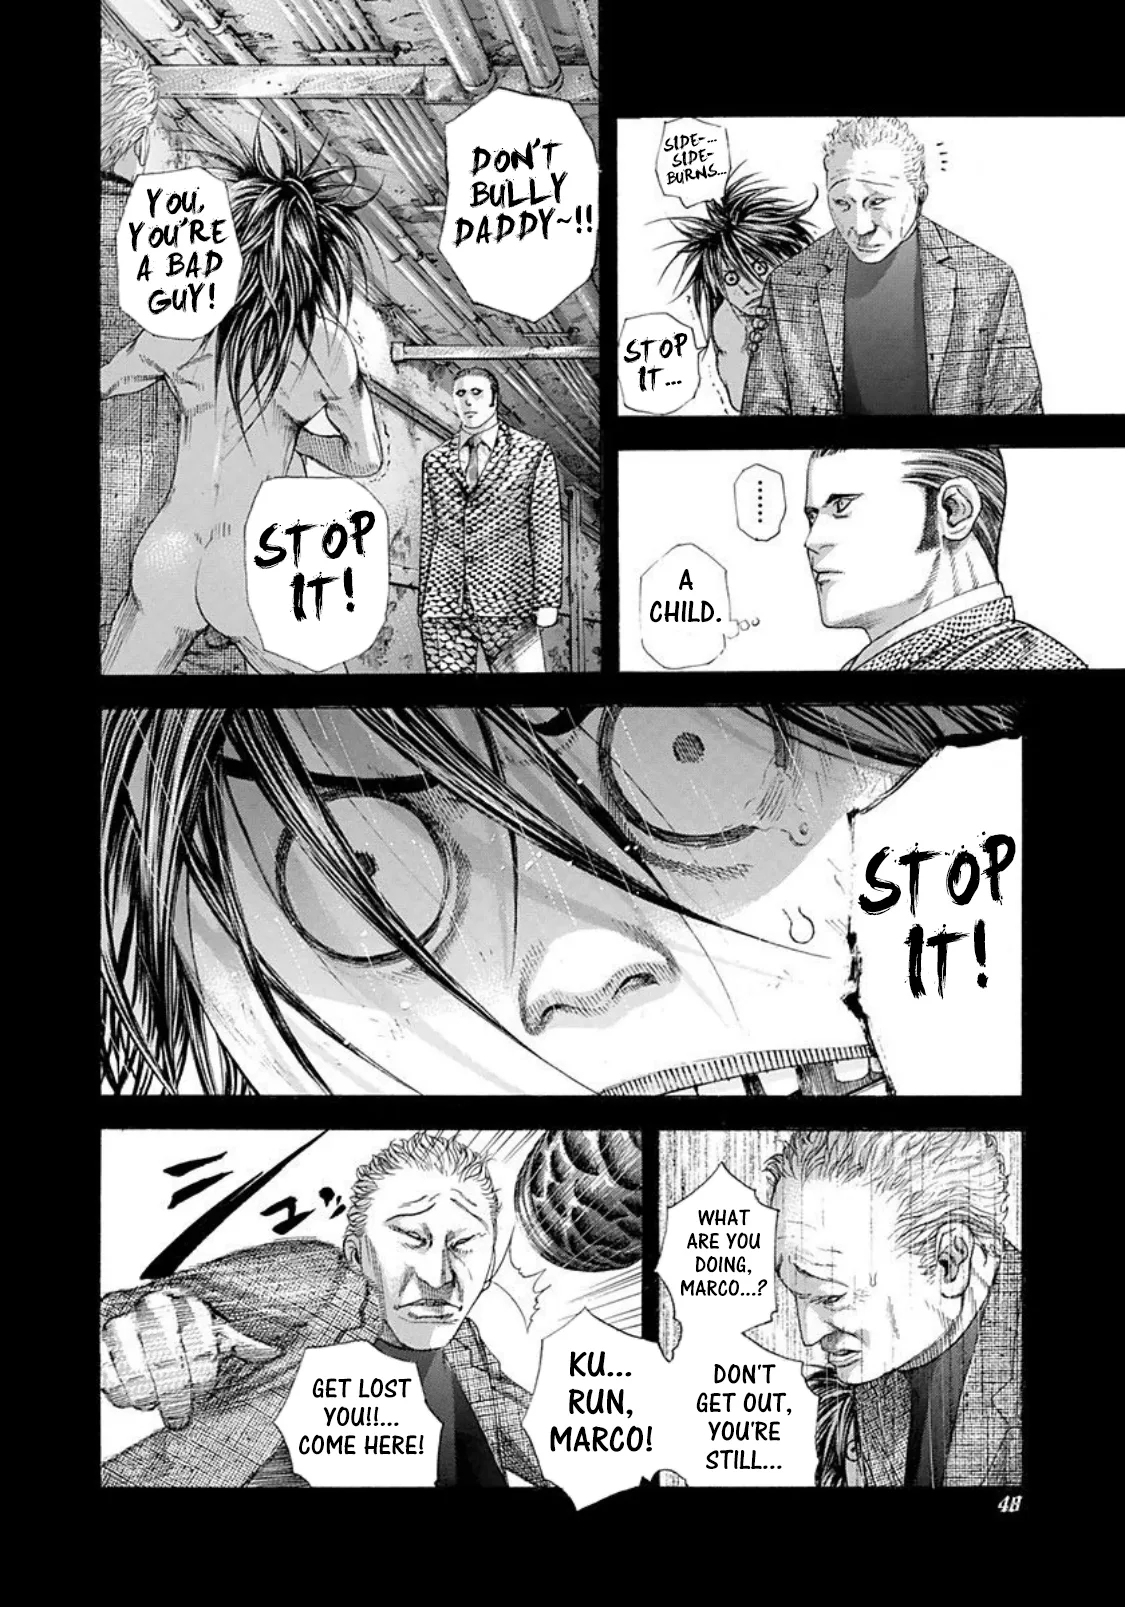 SIDE-...
SIDE-
BURNS...
STOP
IT...
DON'T
BULLY
DADDY~!!
YOU,
YOU'RE
A BAD
GUY!
STOP
IT!
.......
A
CHILD.
STOP
IT!
WHAT
ARE YOU
DOING,
MARCO...?
DON'T
GET OUT,
YOU'RE
STILL...
KU...
RUN,
MARCO!
GET LOST
YOU!!...
COME HERE!
48